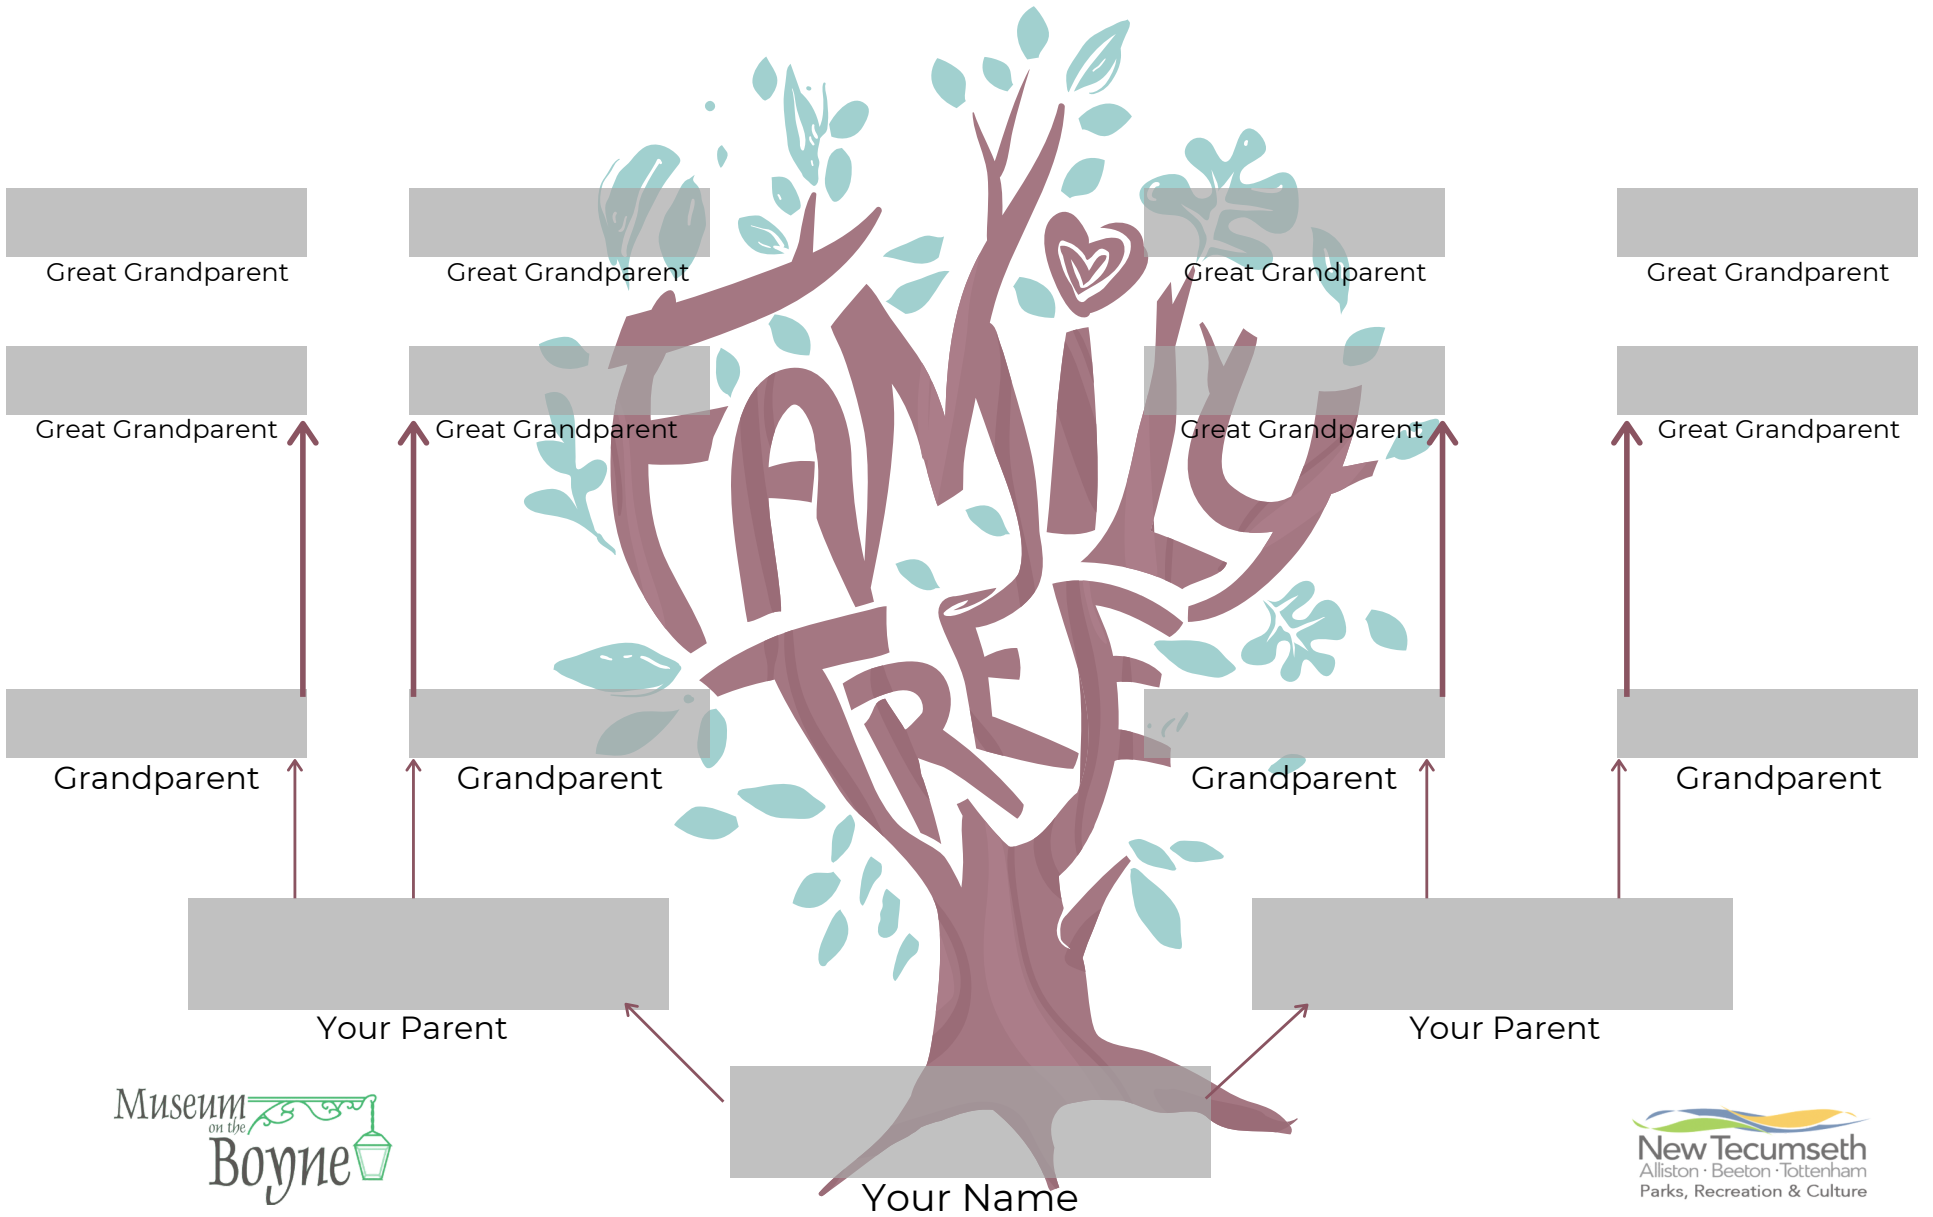 Great Grandparent
Great Grandparent
Great Grandparent
Great Grandparent
Great Grandparent
Great Grandparent
Great Grandparent
Great Grandparent
FAMILY
TREE
Grandparent
Grandparent
Grandparent
Grandparent
Your Parent
Your Parent
Your Name
Museum
on the
Boyne
New Tecumseth
Alliston · Beeton · Tottenham
Parks, Recreation & Culture